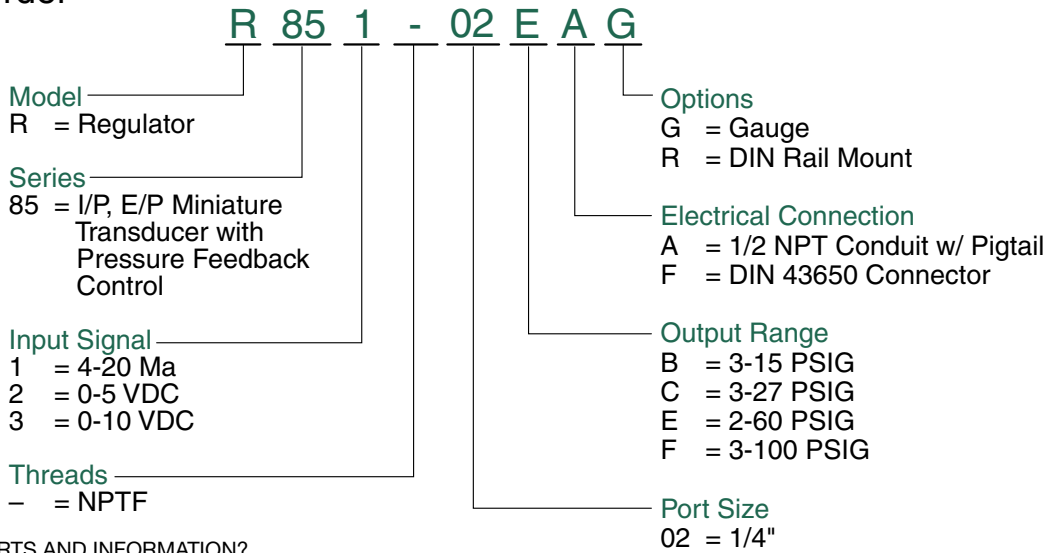 R 85 1 - 02 E A G
Model
R = Regulator
Series
85 = I/P, E/P Miniature
Transducer with
Pressure Feedback
Control
Input Signal
1 = 4-20 Ma
2 = 0-5 VDC
3 = 0-10 VDC
Threads
– = NPTF
Options
G = Gauge
R = DIN Rail Mount
Electrical Connection
A = 1/2 NPT Conduit w/ Pigtail
F = DIN 43650 Connector
Output Range
B = 3-15 PSIG
C = 3-27 PSIG
E = 2-60 PSIG
F = 3-100 PSIG
Port Size
02 = 1/4"
AND INFORMATION?